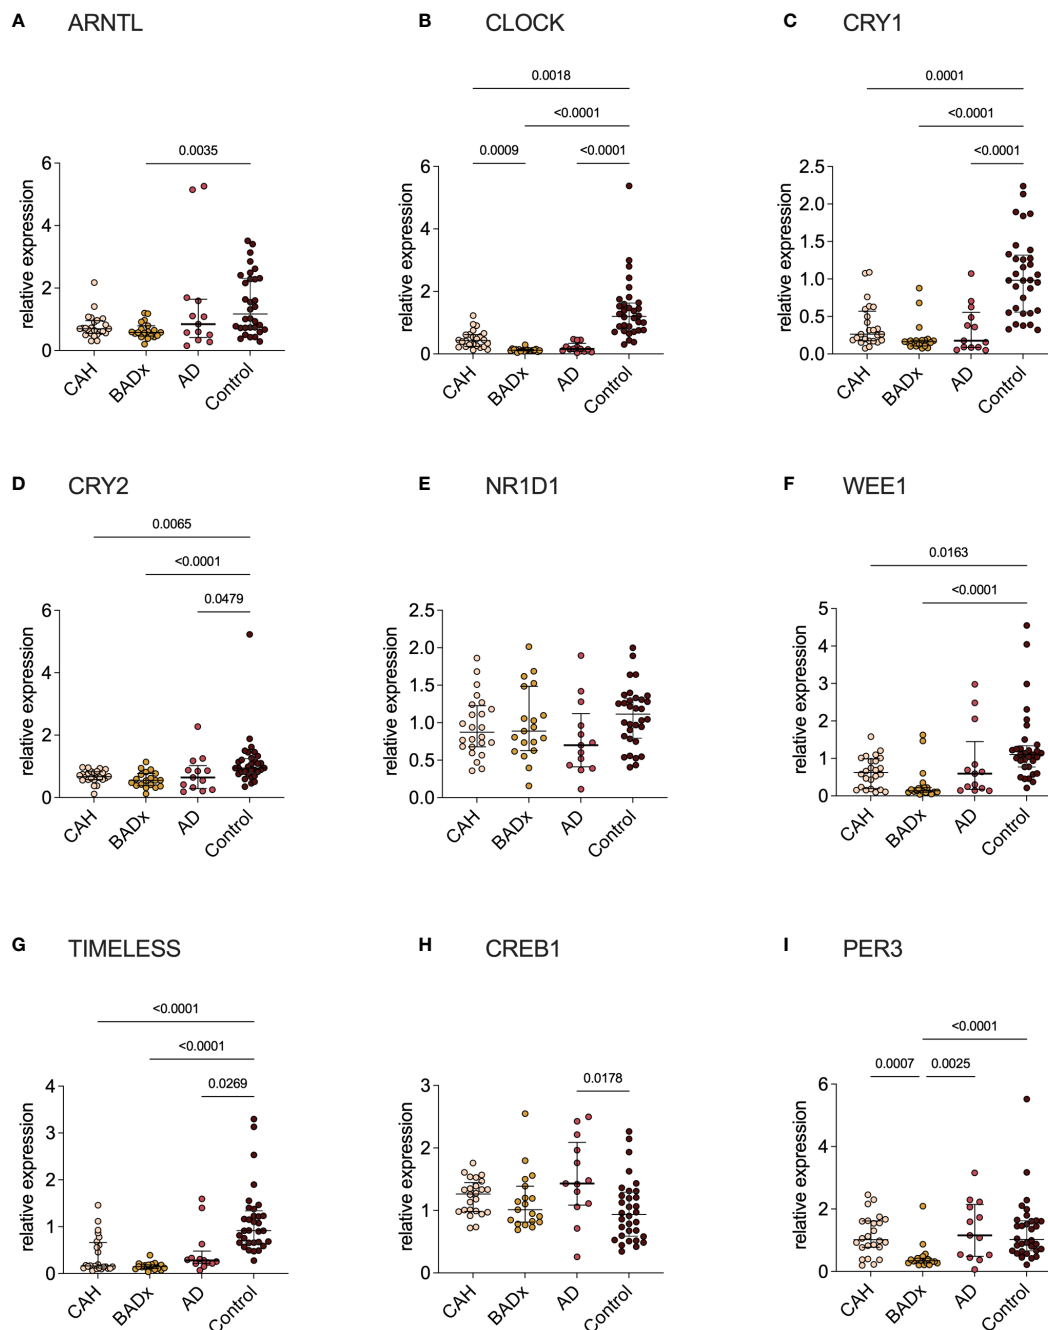 A ARNTL
B CLOCK
C CRY1
0.0018
0.0001
<0.0001
<0.0001
0.0035
0.0009
<0.0001
<0.0001
relative expression
6
4
2
0
CAH
BADx
AD
Control
relative expression
6
4
2
0
CAH
BADx
AD
Control
relative expression
2.5
2.0
1.5
1.0
0.5
0.0
CAH
BADx
AD
Control
D CRY2
E NR1D1
F WEE1
0.0065
<0.0001
0.0479
0.0163
<0.0001
relative expression
6
4
2
0
CAH
BADx
AD
Control
relative expression
2.5
2.0
1.5
1.0
0.5
0.0
CAH
BADx
AD
Control
relative expression
5
4
3
2
1
0
CAH
BADx
AD
Control
G TIMELESS
H CREB1
I PER3
<0.0001
<0.0001
0.0269
0.0178
<0.0001
0.0007
0.0025
relative expression
4
3
2
1
0
CAH
BADx
AD
Control
relative expression
3
2
1
0
CAH
BADx
AD
Control
relative expression
6
4
2
0
CAH
BADx
AD
Control